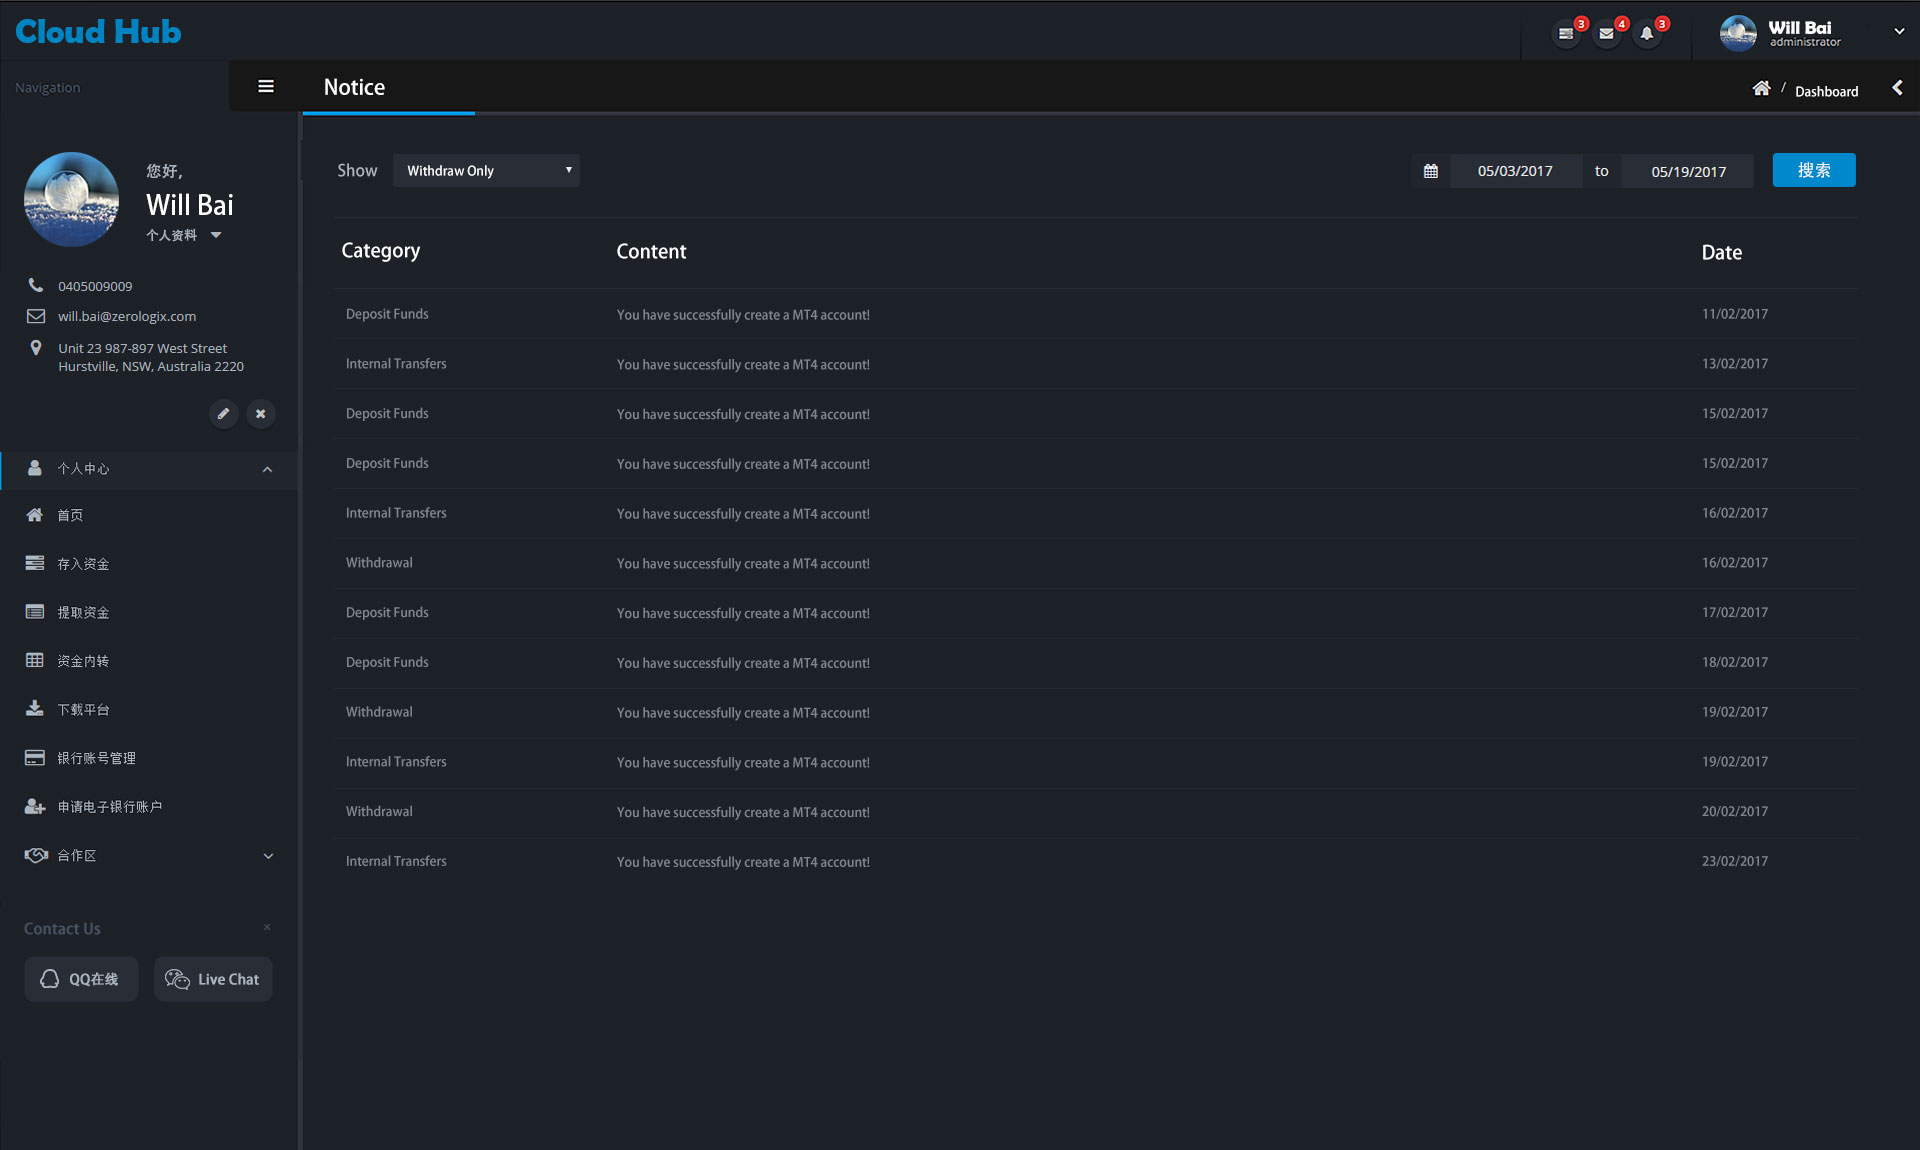 Cloud Hub
3
4
3
Will Bai
administrator
Navigation
Notice
/ Dashboard
您好,
Will Bai
个人资料
0405009009
will.bai@zerologix.com
Unit 23 987-897 West Street
Hurstville, NSW, Australia 2220
个人中心
首页
存入资金
提取资金
资金内转
下载平台
银行账号管理
申请电子银行账户
合作区
Contact Us
×
QQ在线
Live Chat
Show
Withdraw Only
05/03/2017 to 05/19/2017
搜索
Category Content Date
Deposit Funds You have successfully create a MT4 account! 11/02/2017
Internal Transfers You have successfully create a MT4 account! 13/02/2017
Deposit Funds You have successfully create a MT4 account! 15/02/2017
Deposit Funds You have successfully create a MT4 account! 15/02/2017
Internal Transfers You have successfully create a MT4 account! 16/02/2017
Withdrawal You have successfully create a MT4 account! 16/02/2017
Deposit Funds You have successfully create a MT4 account! 17/02/2017
Deposit Funds You have successfully create a MT4 account! 18/02/2017
Withdrawal You have successfully create a MT4 account! 19/02/2017
Internal Transfers You have successfully create a MT4 account! 19/02/2017
Withdrawal You have successfully create a MT4 account! 20/02/2017
Internal Transfers You have successfully create a MT4 account! 23/02/2017